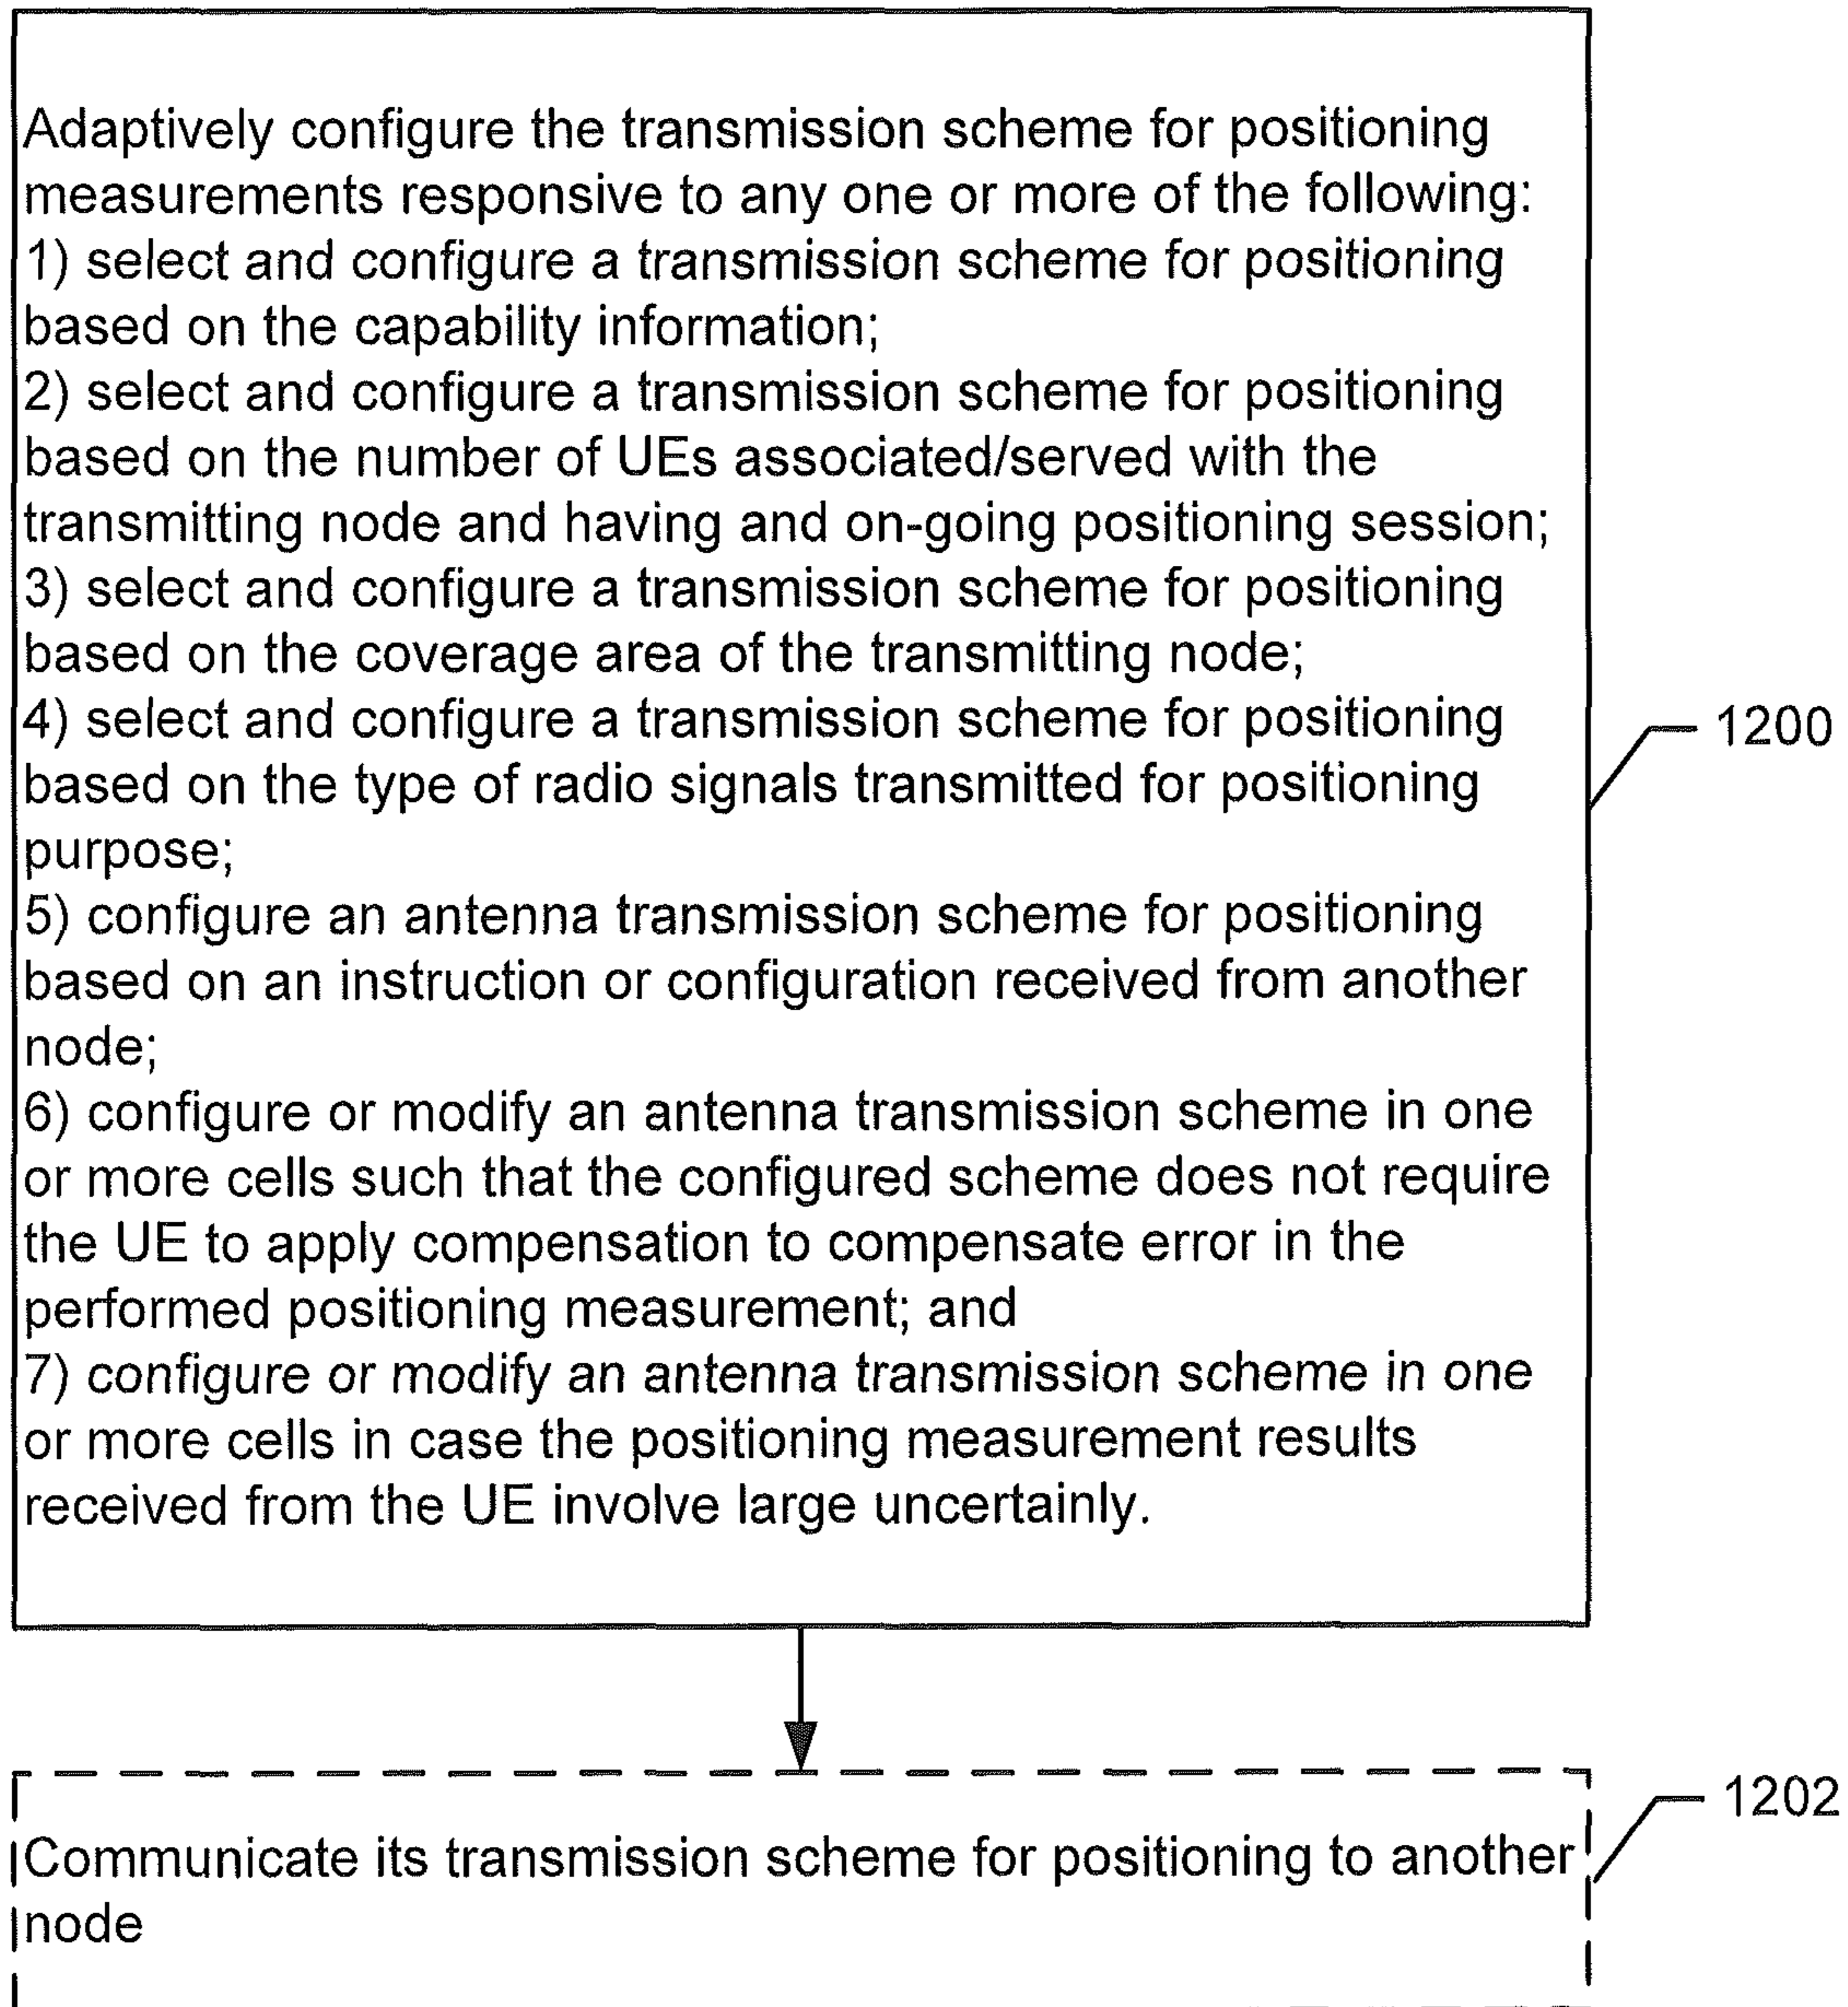 Adaptively configure the transmission scheme for positioning
measurements responsive to any one or more of the following:
1) select and configure a transmission scheme for positioning
based on the capability information;
2) select and configure a transmission scheme for positioning
based on the number of UEs associated/served with the
transmitting node and having and on-going positioning session;
3) select and configure a transmission scheme for positioning
based on the coverage area of the transmitting node;
4) select and configure a transmission scheme for positioning
based on the type of radio signals transmitted for positioning
purpose;
5) configure an antenna transmission scheme for positioning
based on an instruction or configuration received from another
node;
6) configure or modify an antenna transmission scheme in one
or more cells such that the configured scheme does not require
the UE to apply compensation to compensate error in the
performed positioning measurement; and
7) configure or modify an antenna transmission scheme in one
or more cells in case the positioning measurement results
received from the UE involve large uncertainly.
1200
1202
Communicate its transmission scheme for positioning to another
node